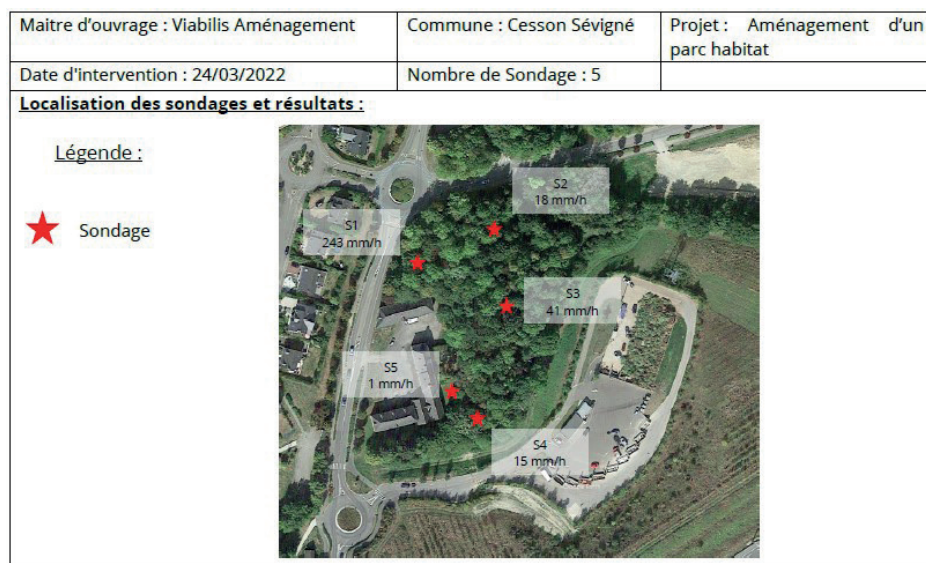 Maitre d'ouvrage : Viabilis Aménagement
Commune : Cesson Sévigné
Projet : Aménagement d'un
parc habitat
Date d'intervention : 24/03/2022
Nombre de Sondage : 5
Localisation des sondages et résultats :
Légende :
Sondage
S2
18 mm/h
S1
243 mm/h
S3
41 mm/h
S5
1 mm/h
S4
15 mm/h